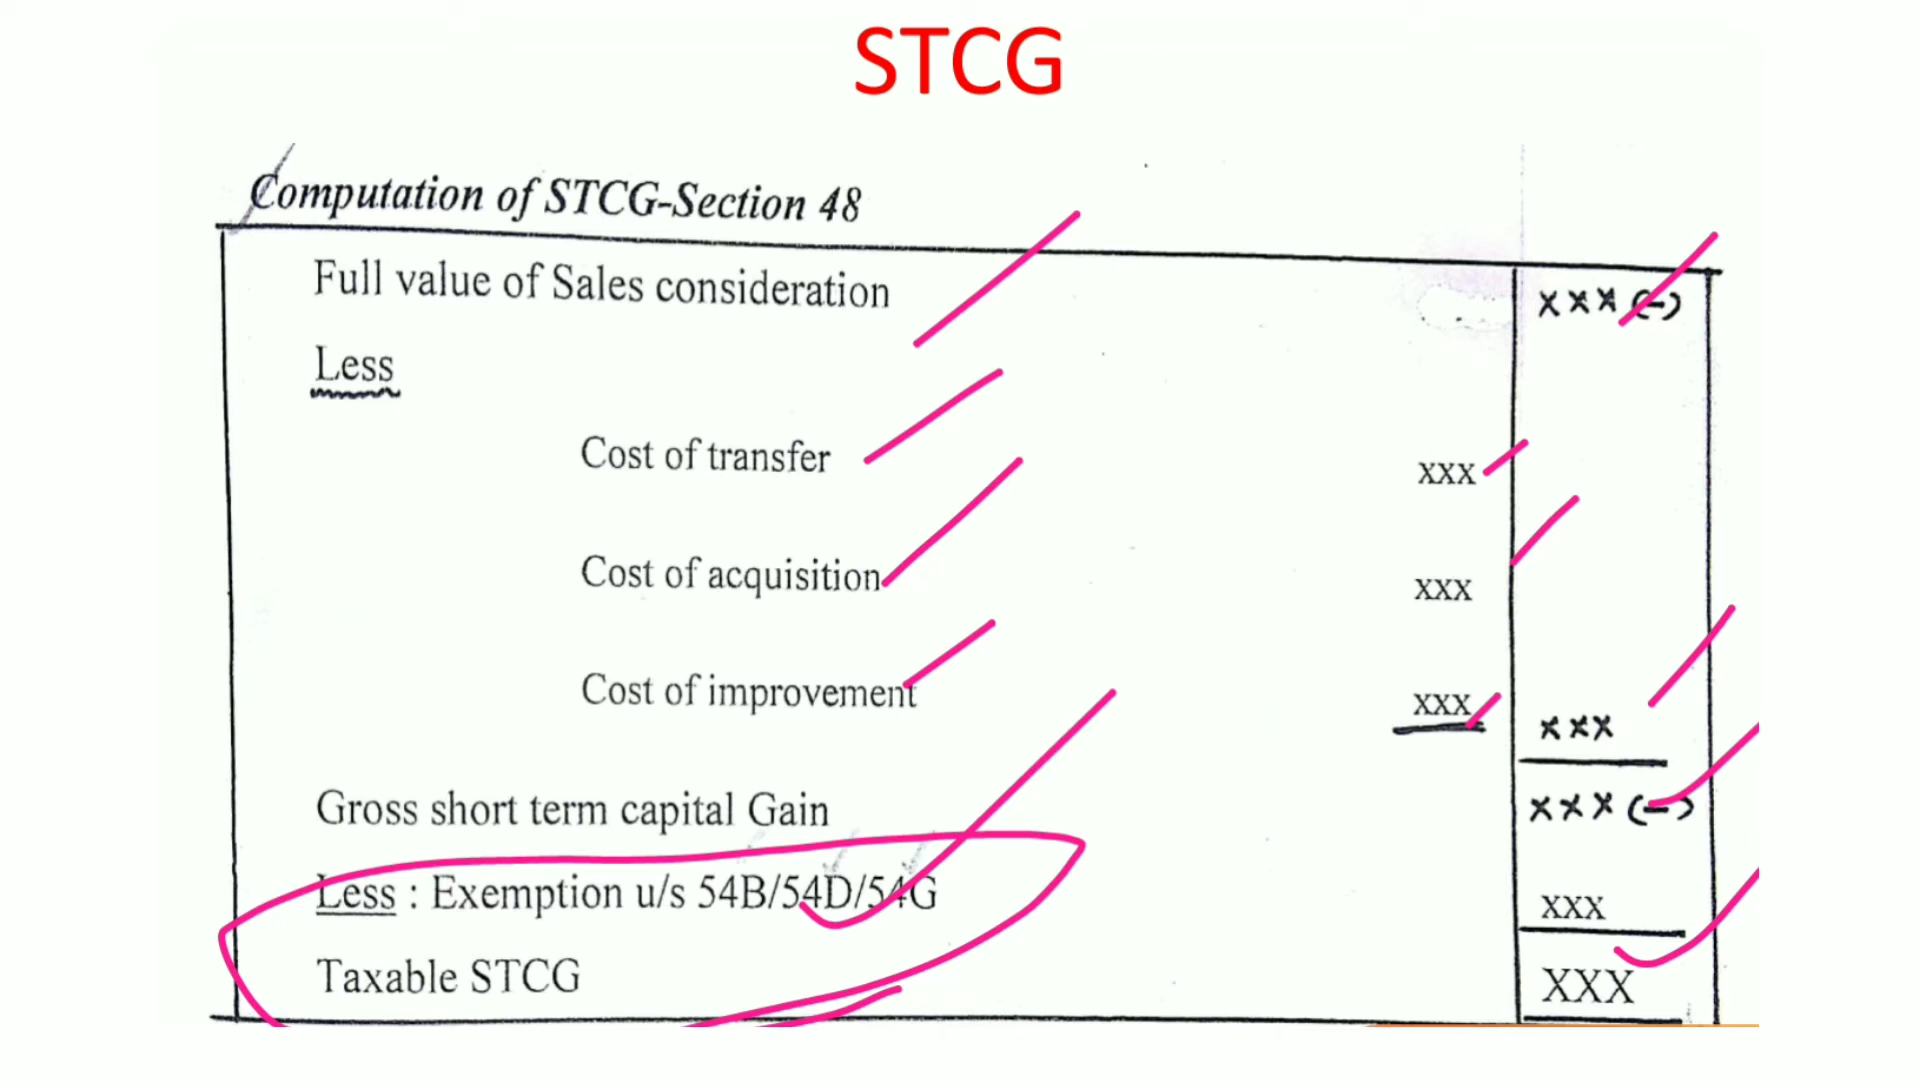 STCG
Computation of STCG-Section 48
Full value of Sales consideration xxx (-)
Less
Cost of transfer xxx
Cost of acquisition xxx
Cost of improvement xxx xxx
Gross short term capital Gain xxx (-)
Less : Exemption u/s 54B/54D/54G xxx
Taxable STCG XXX